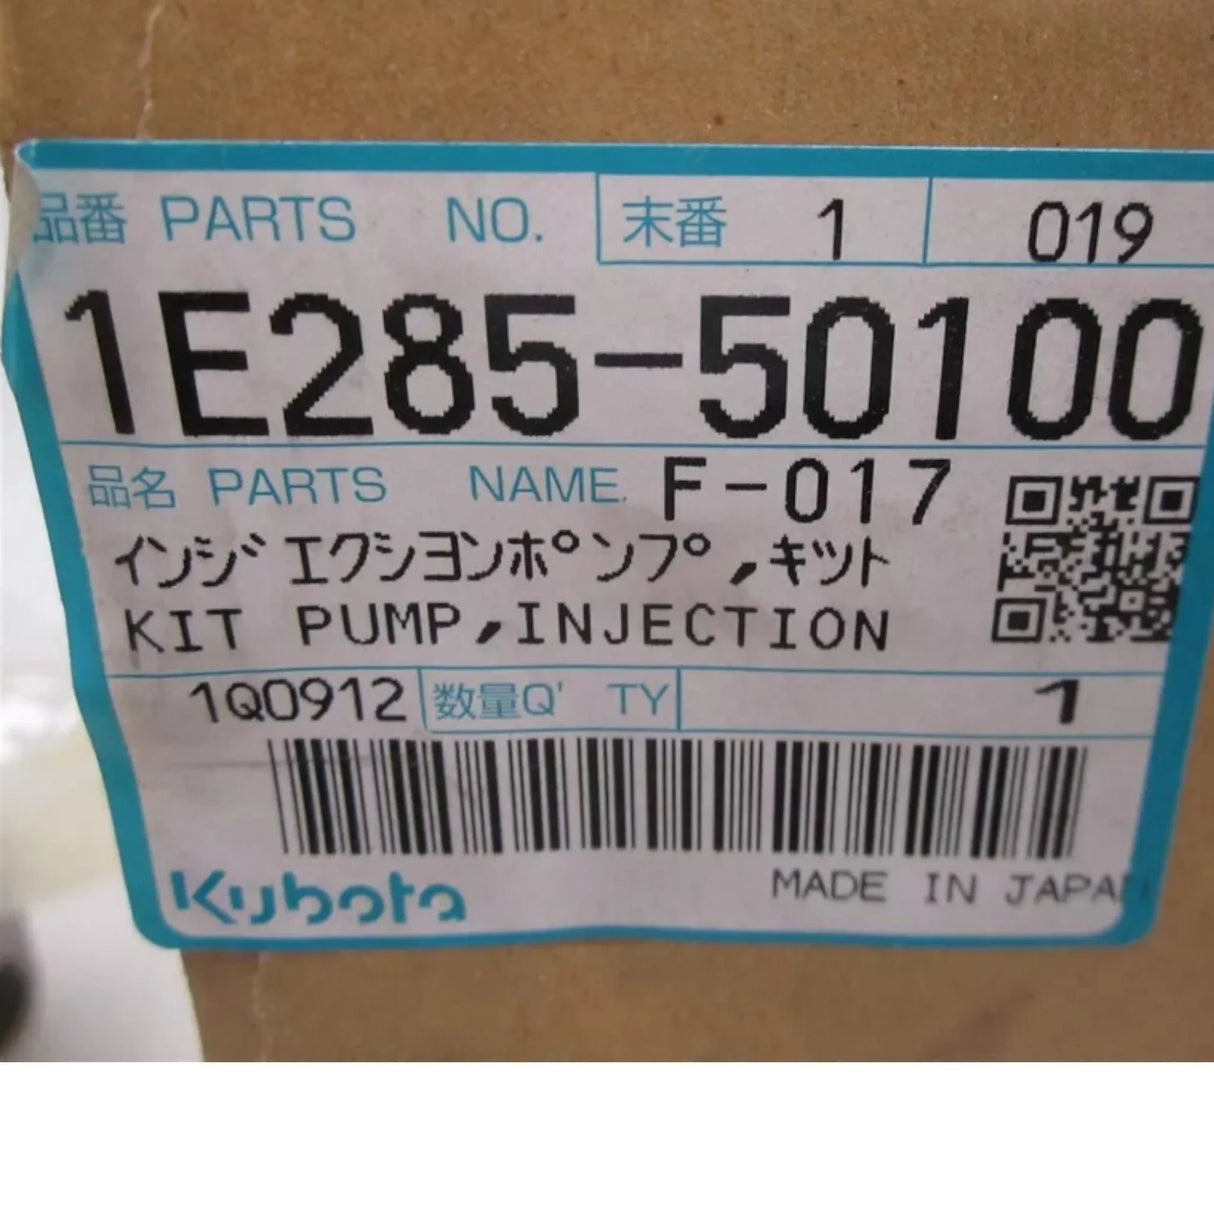 品番 PARTS NO. 末番 1 019
1E285-50100
品名 PARTS NAME. F-017
インジェクションポンプ,キット
KIT PUMP,INJECTION
1Q0912 数量Q'TY 1
Kubota MADE IN JAPAN